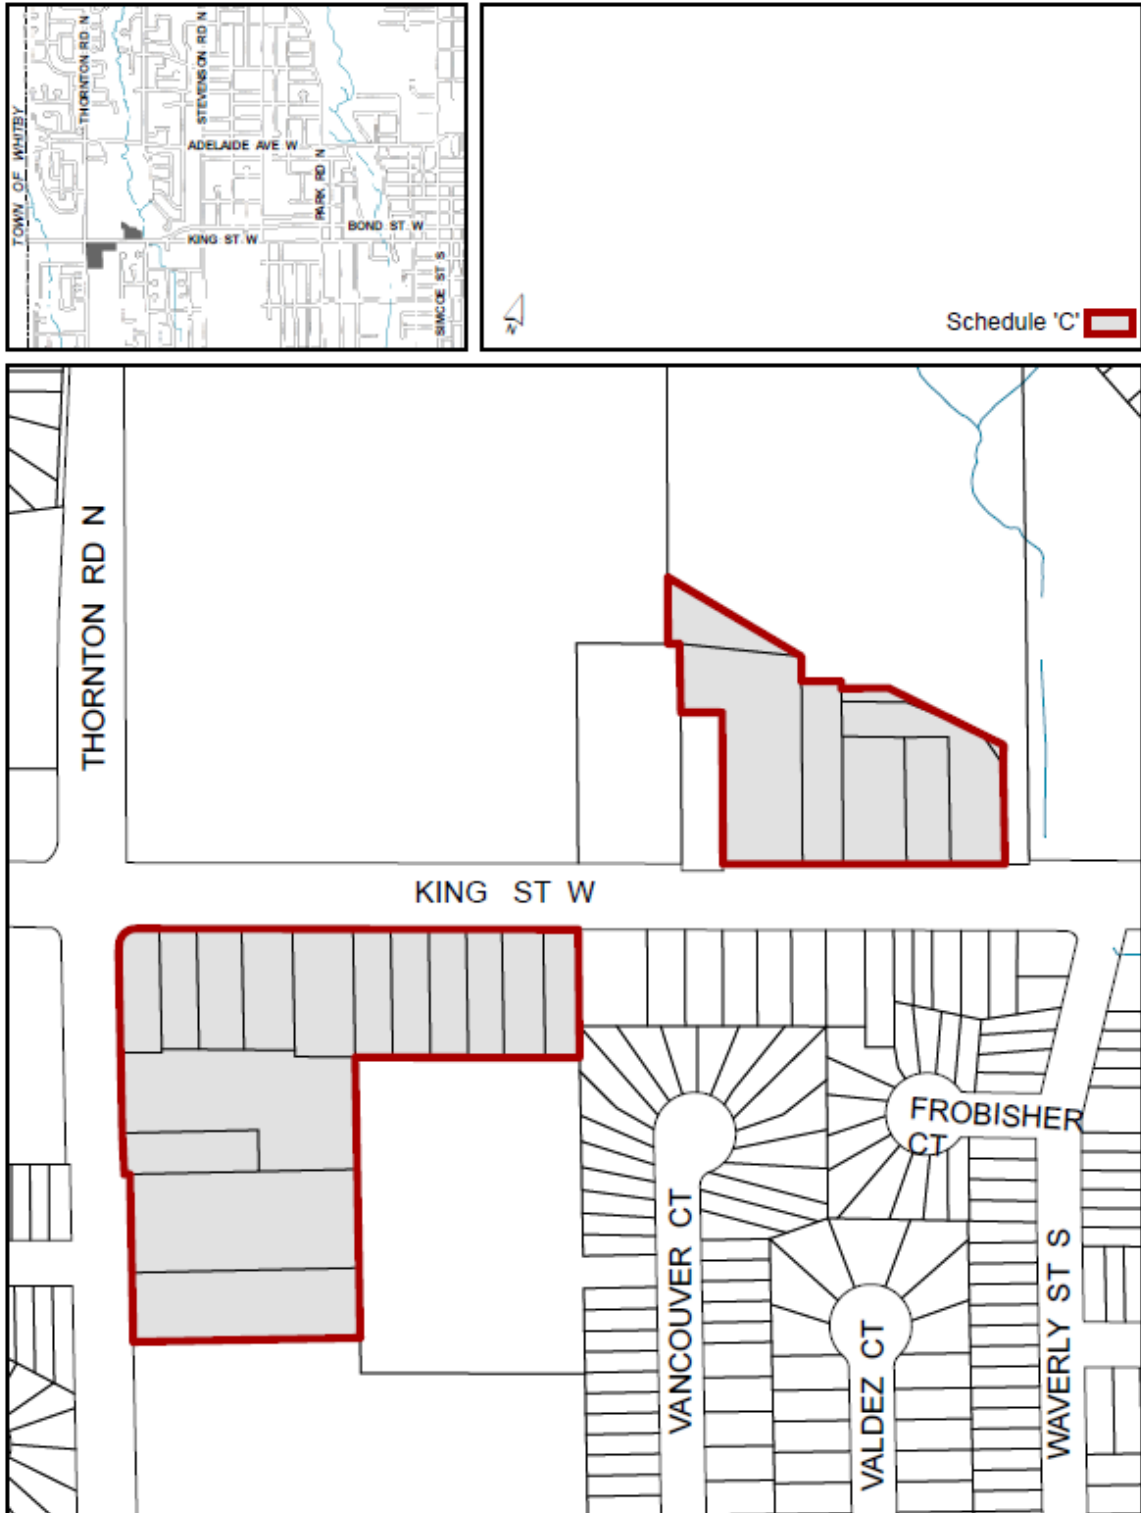 TOWN OF WHITBY
THORNTON RD N
STEVENSON RD N
ADELAIDE AVE W
PARK RD N
BOND ST W
KING ST W
SIMCOE ST S
N
Schedule 'C'
THORNTON RD N
KING ST W
FROBISHER
CT
VANCOUVER CT
VALDEZ CT
WAVERLY ST S